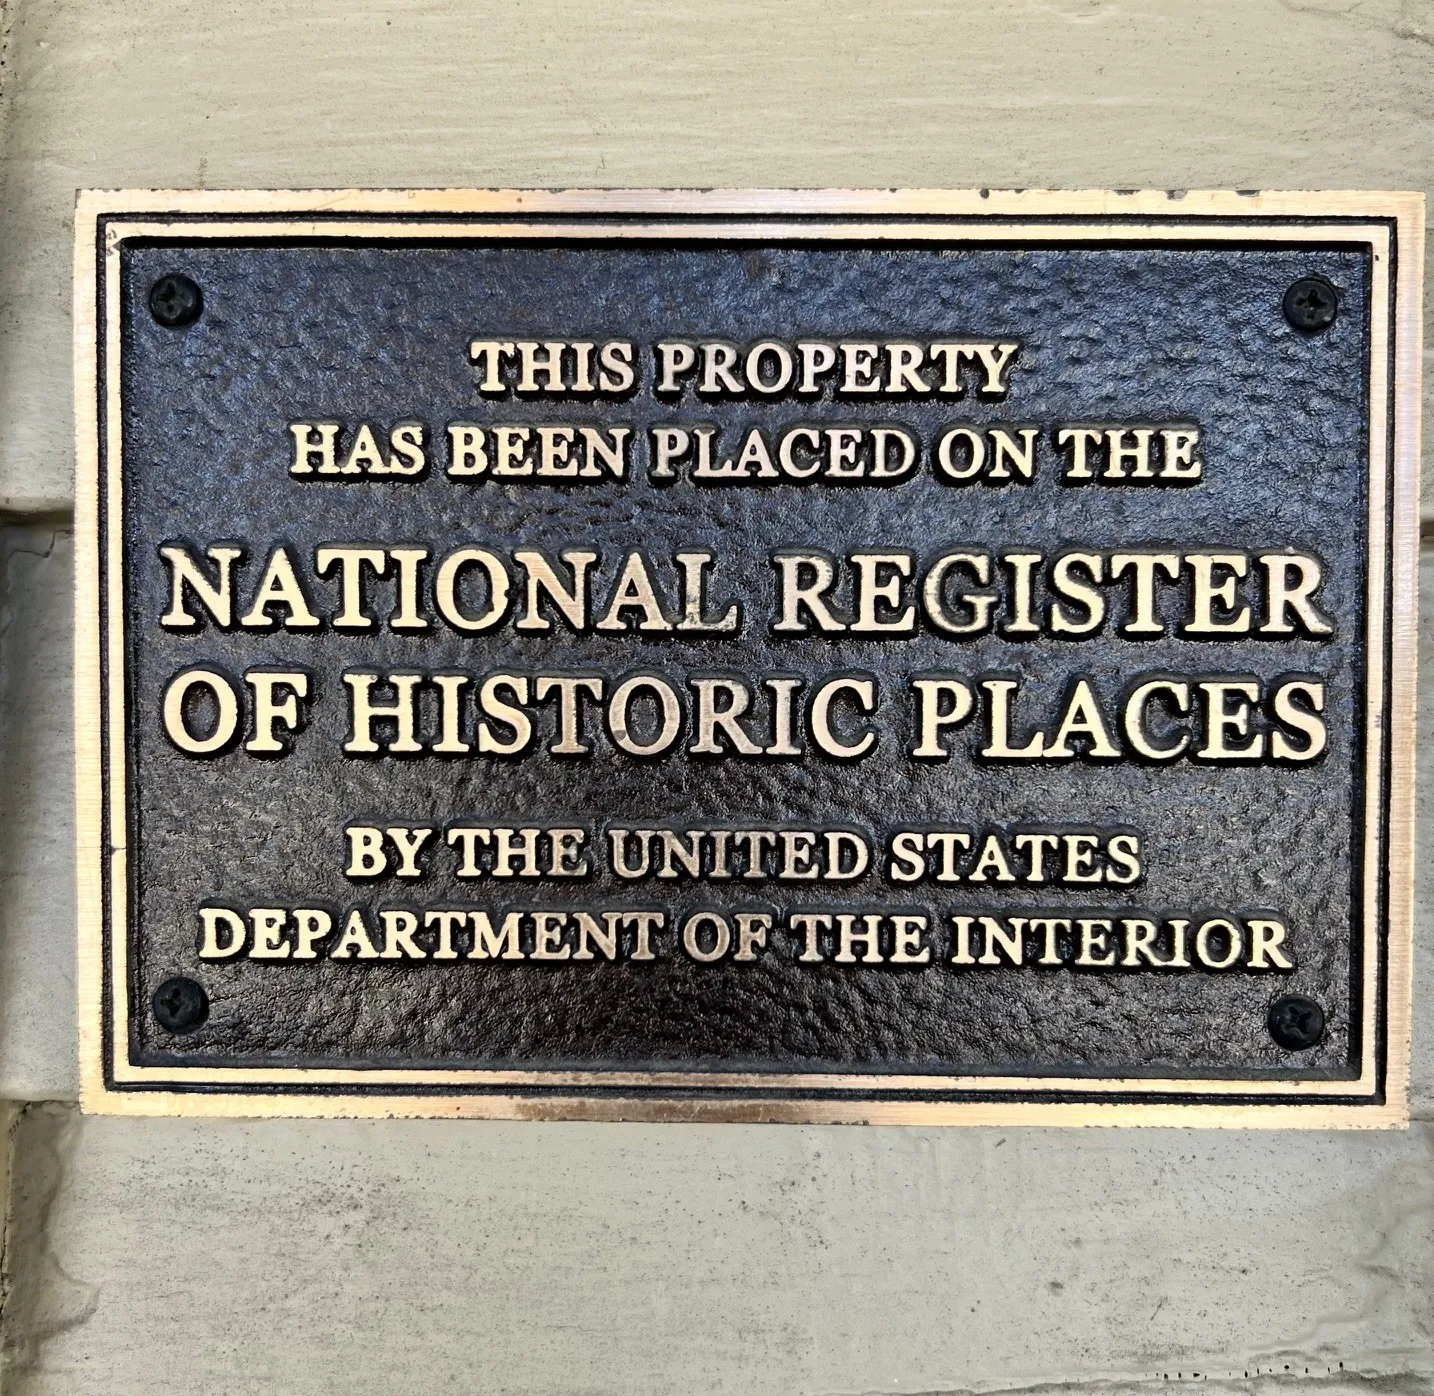 THIS PROPERTY
HAS BEEN PLACED ON THE
NATIONAL REGISTER
OF HISTORIC PLACES
BY THE UNITED STATES
DEPARTMENT OF THE INTERIOR